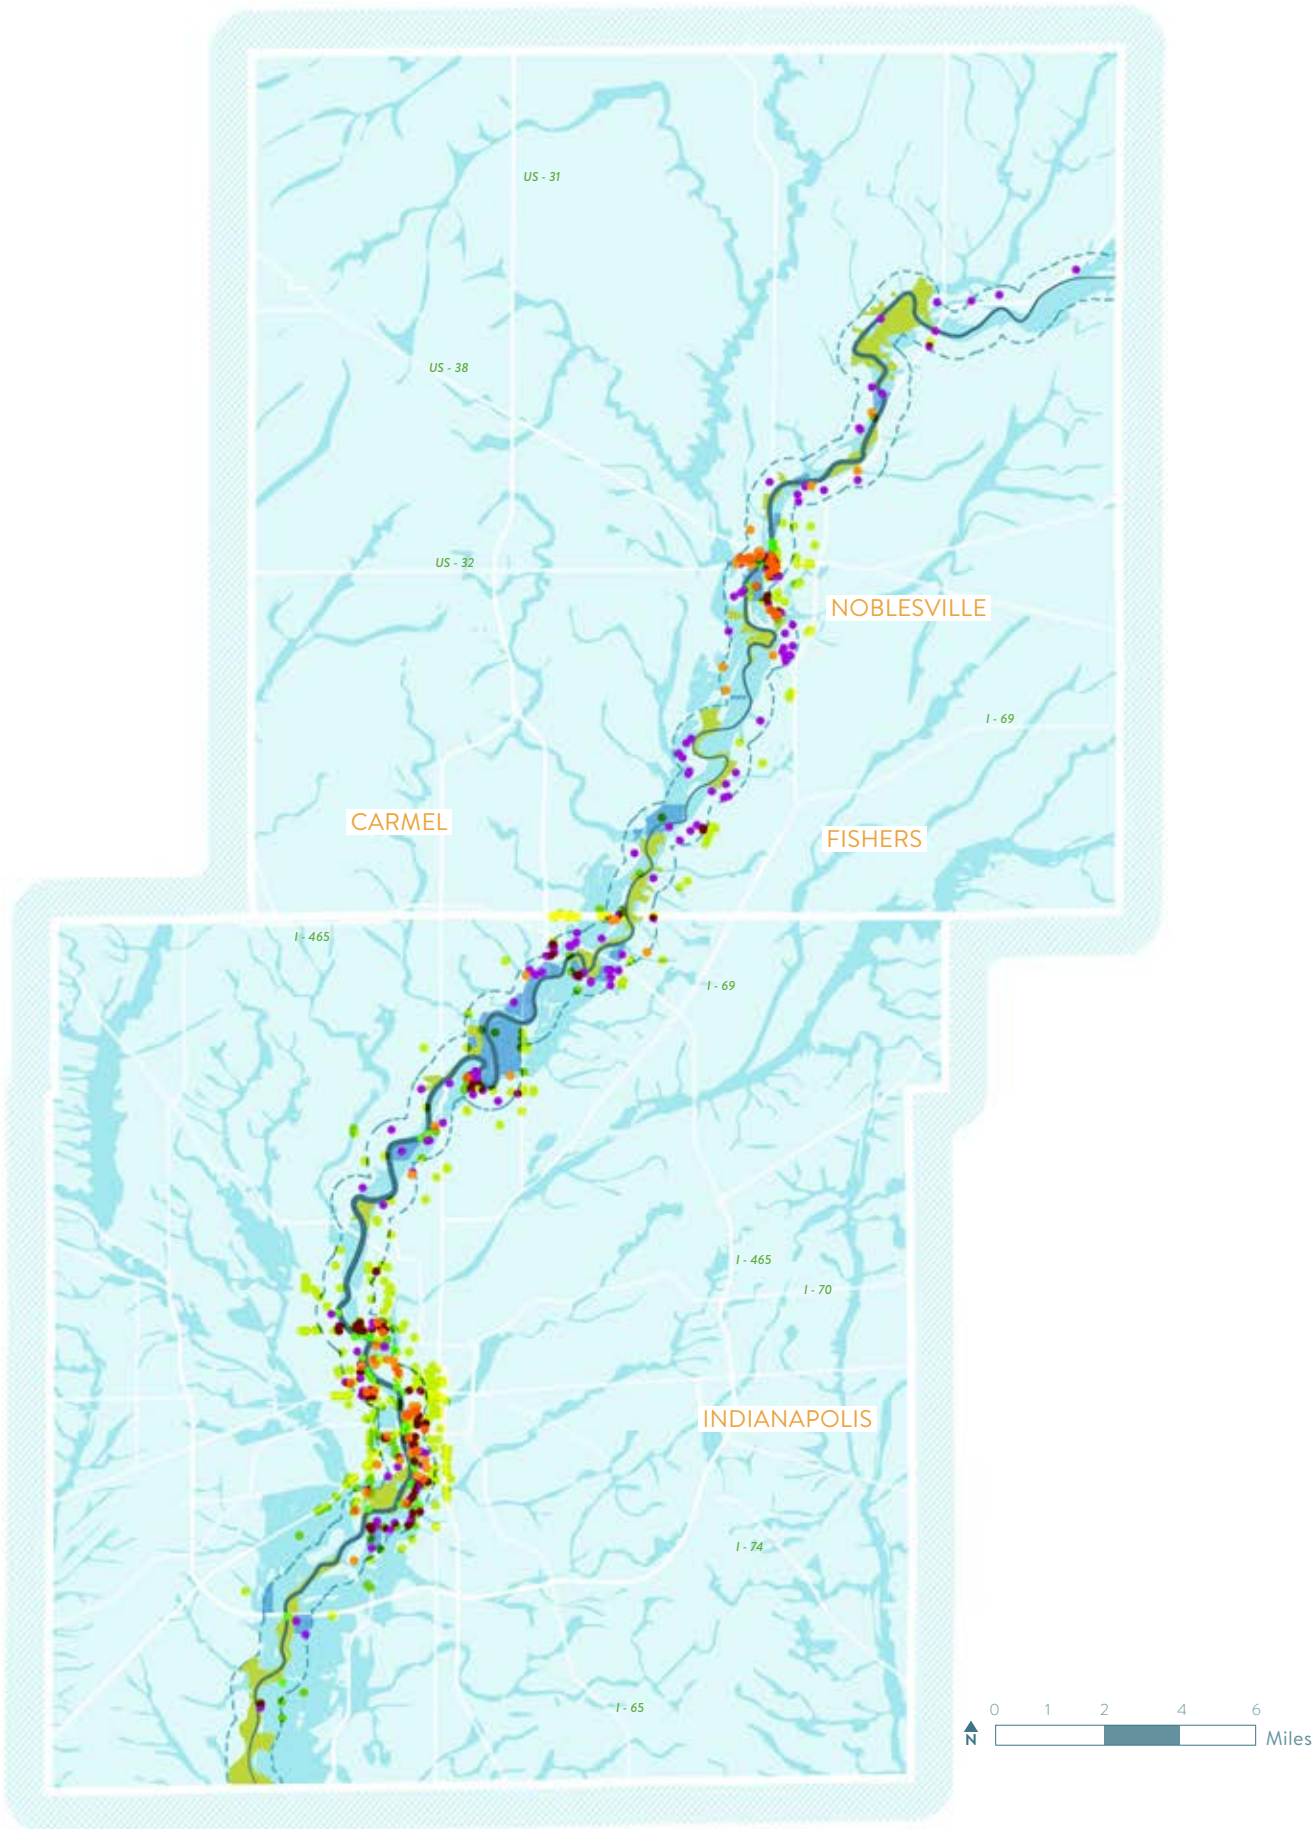 US - 31
US - 38
US - 32
NOBLESVILLE
I - 69
CARMEL
FISHERS
I - 465
I - 69
I - 465
I - 70
INDIANAPOLIS
I - 74
I - 65
0 1 2 4 6
N
Miles